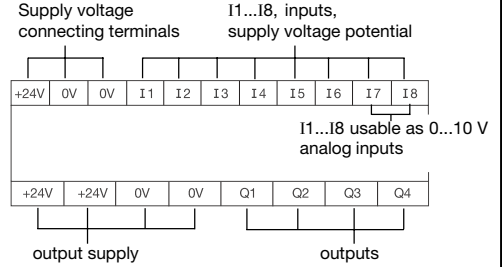 Supply voltage
connecting terminals
I1...I8, inputs,
supply voltage potential
+24V 0V 0V I1 I2 I3 I4 I5 I6 I7 I8
I1...I8 usable as 0...10 V
analog inputs
+24V +24V 0V 0V Q1 Q2 Q3 Q4
output supply
outputs